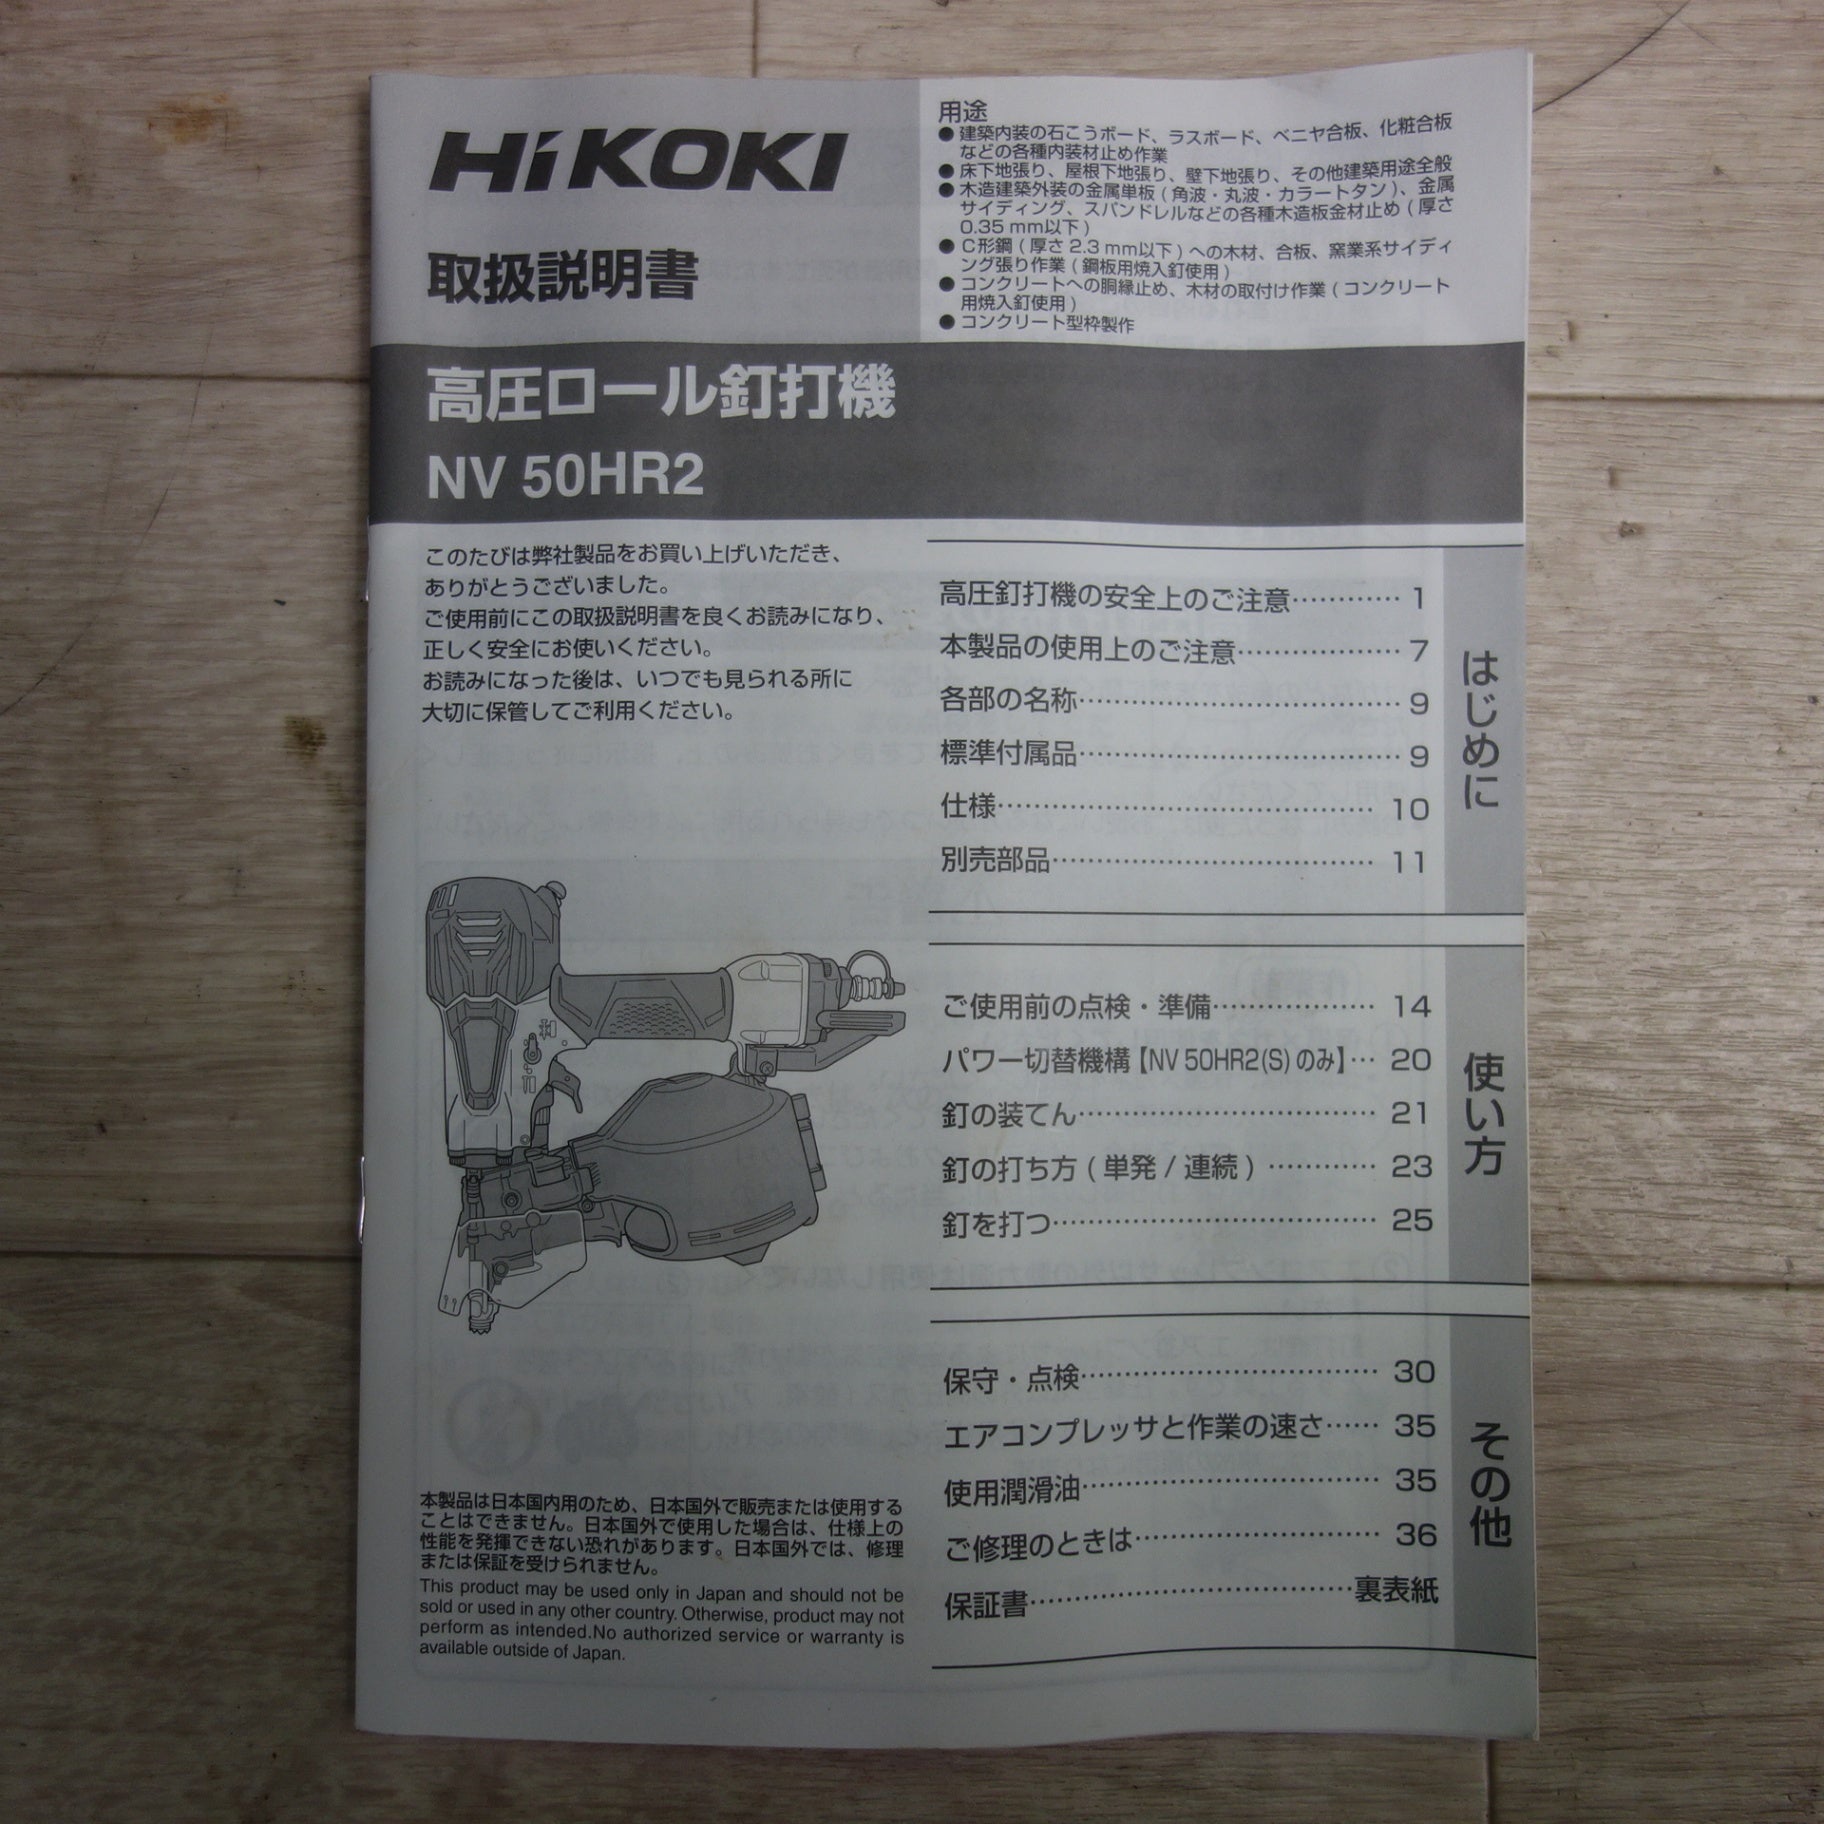 HiKOKI
取扱説明書
用途
● 建築内装の石こうボード、ラスボード、ベニヤ合板、化粧合板
などの各種内装材止め作業
● 床下地張り、屋根下地張り、壁下地張り、その他建築用途全般
● 木造建築外装の金属単板 ( 角波・丸波・カラートタン )、金属
サイディング、スパンドレルなどの各種木造板金材止め ( 厚さ
0.35 mm以下 )
● C形鋼 ( 厚さ 2.3 mm以下 ) への木材、合板、窯業系サイディ
ング張り作業 ( 鋼板用焼入釘使用 )
● コンクリートへの胴縁止め、木材の取付け作業 ( コンクリート
用焼入釘使用 )
● コンクリート型枠製作
高圧ロール釘打機
NV 50HR2
このたびは弊社製品をお買い上げいただき、
ありがとうございました。
ご使用前にこの取扱説明書を良くお読みになり、
正しく安全にお使いください。
お読みになった後は、いつでも見られる所に
大切に保管してご利用ください。
はじめに
高圧釘打機の安全上のご注意………… 1
本製品の使用上のご注意……………… 7
各部の名称……………………………… 9
標準付属品……………………………… 9
仕様…………………………………… 10
別売部品……………………………… 11
使い方
ご使用前の点検・準備……………… 14
パワー切替機構【NV 50HR2(S) のみ】… 20
釘の装てん…………………………… 21
釘の打ち方 ( 単発 / 連続 ) ………… 23
釘を打つ……………………………… 25
その他
保守・点検…………………………… 30
エアコンプレッサと作業の速さ…… 35
使用潤滑油…………………………… 35
ご修理のときは……………………… 36
保証書………………………………裏表紙
本製品は日本国内用のため、日本国外で販売または使用する
ことはできません。日本国外で使用した場合は、仕様上の
性能を発揮できない恐れがあります。日本国外では、修理
または保証を受けられません。
This product may be used only in Japan and should not be
sold or used in any other country. Otherwise, product may not
perform as intended.No authorized service or warranty is
available outside of Japan.